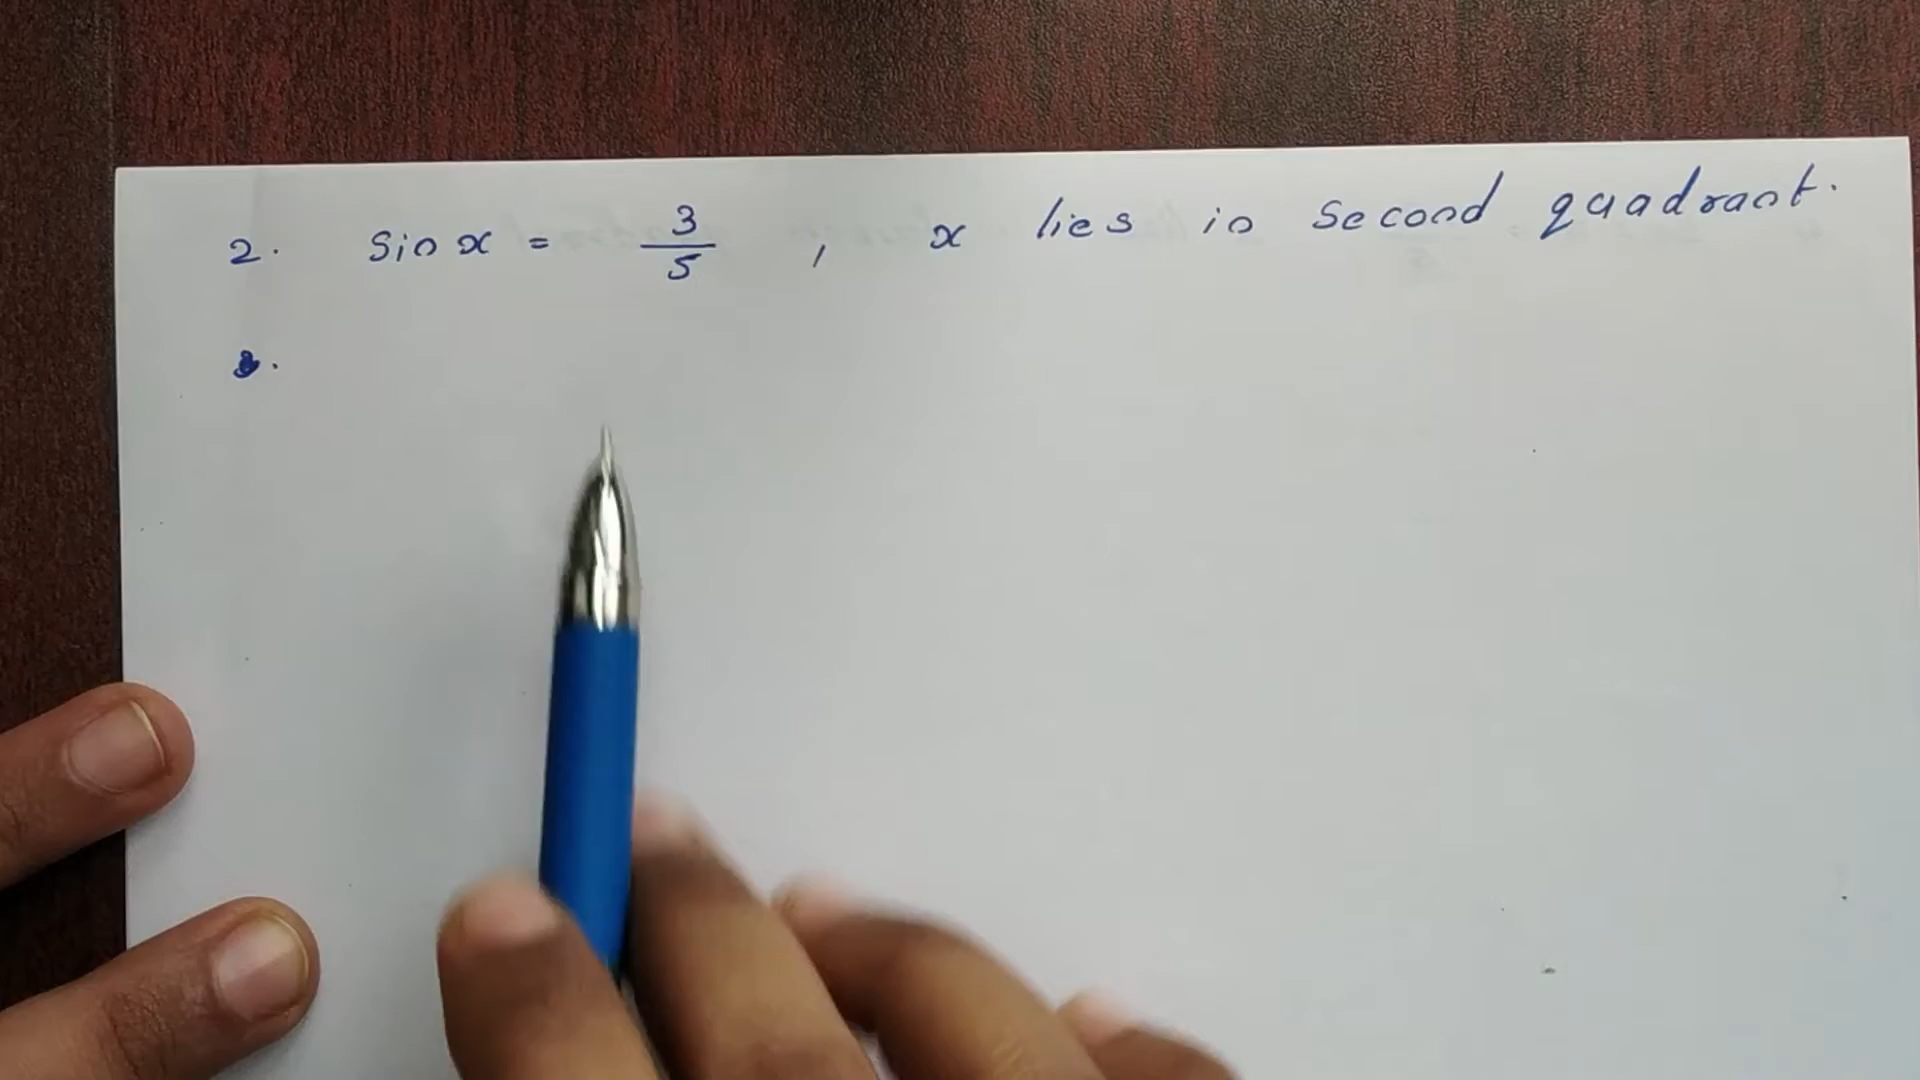 2. Sin x = 3/5 , x lies in second quadrant.